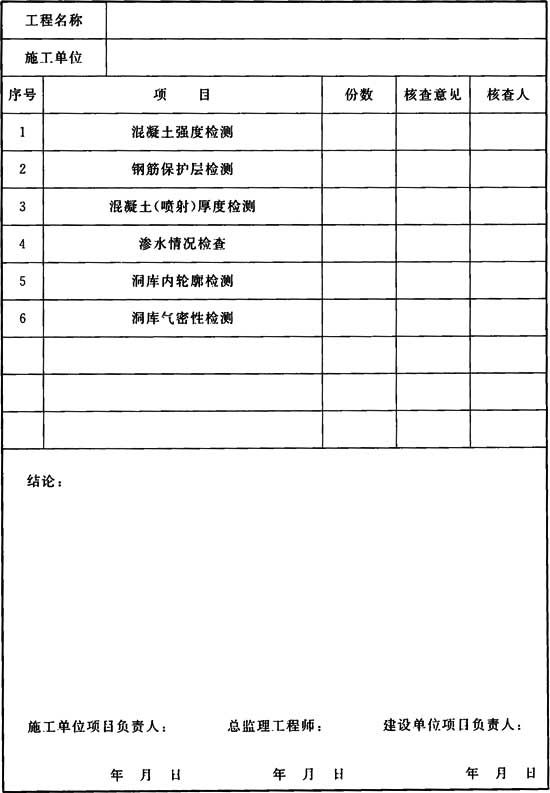 工程名称
施工单位
序号 项 目 份数 核查意见 核查人
1 混凝土强度检测
2 钢筋保护层检测
3 混凝土(喷射)厚度检测
4 渗水情况检查
5 洞库内轮廓检测
6 洞库气密性检测
结论：
施工单位项目负责人： 总监理工程师： 建设单位项目负责人：
年 月 日 年 月 日 年 月 日